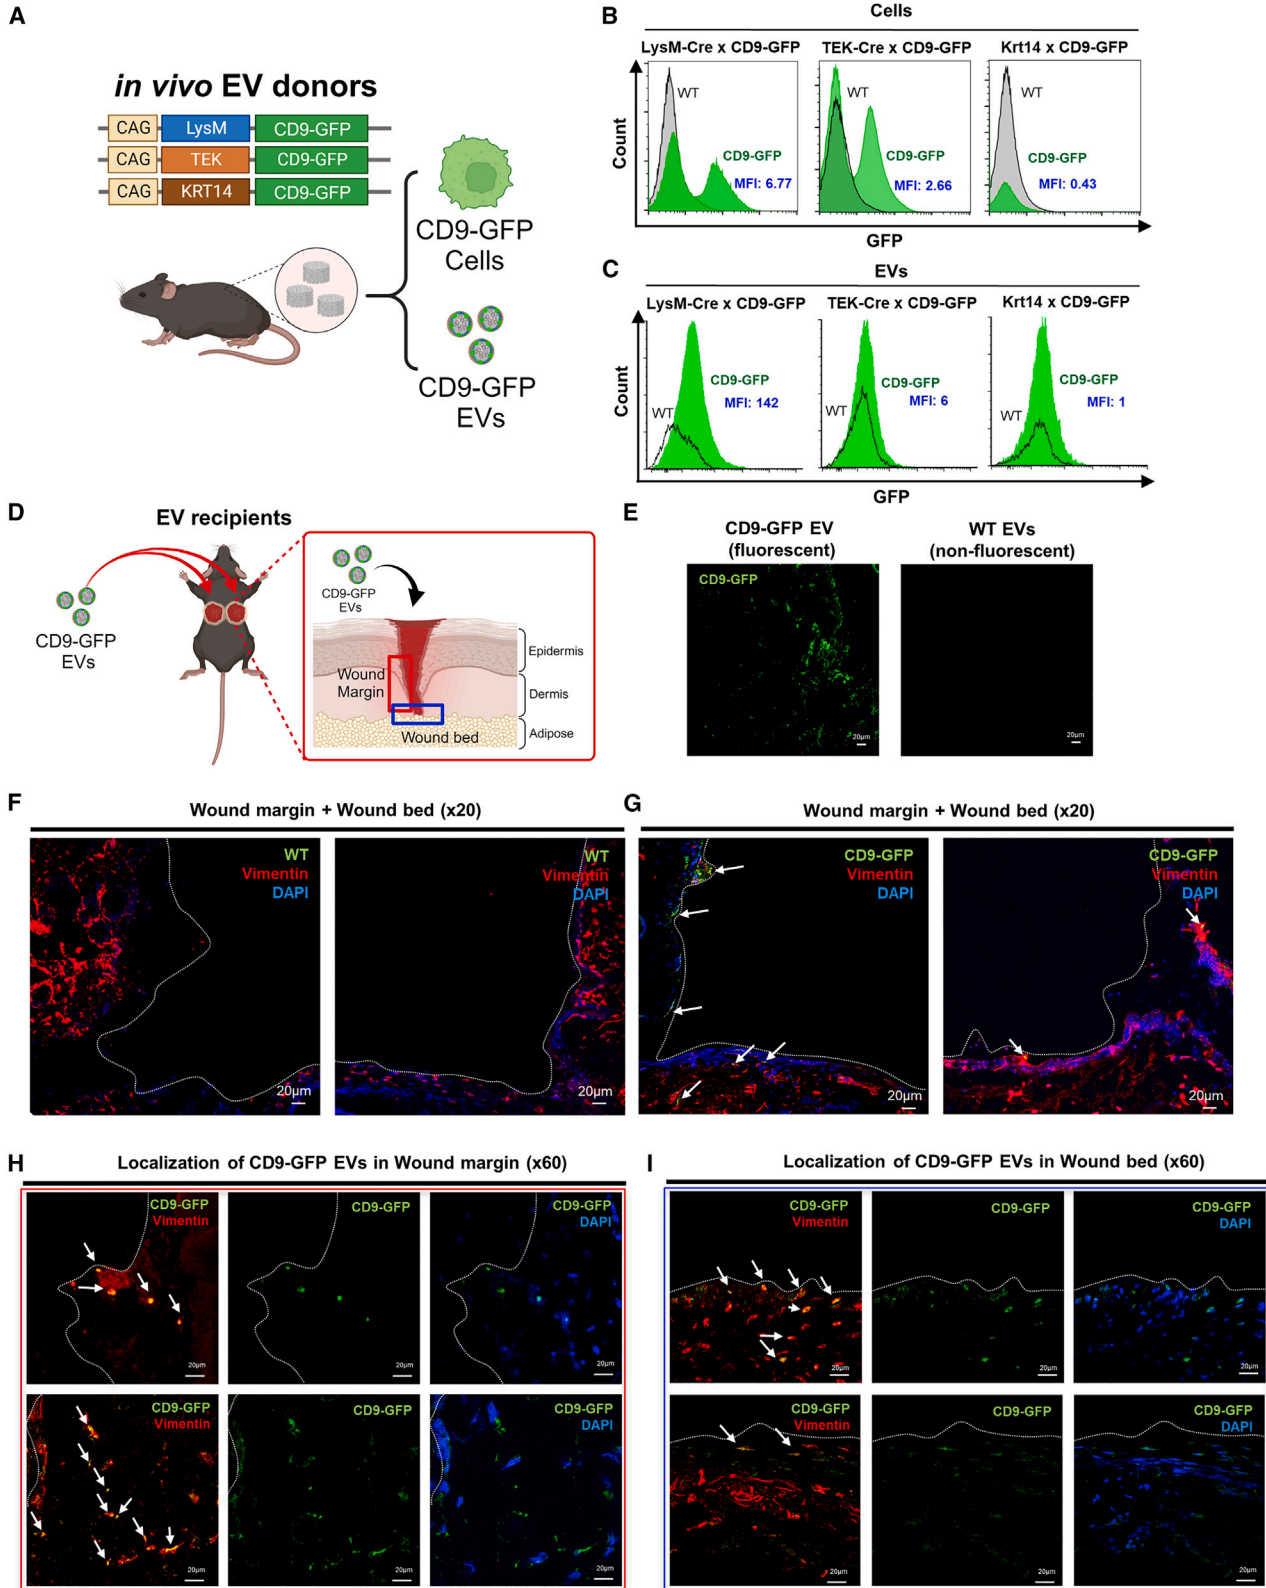 A
in vivo EV donors
CAG LysM CD9-GFP
CAG TEK CD9-GFP
CAG KRT14 CD9-GFP
CD9-GFP
Cells
CD9-GFP
EVs
B
Cells
LysM-Cre x CD9-GFP TEK-Cre x CD9-GFP Krt14 x CD9-GFP
Count
WT
CD9-GFP
MFI: 6.77
WT
CD9-GFP
MFI: 2.66
WT
CD9-GFP
MFI: 0.43
GFP
C
EVs
LysM-Cre x CD9-GFP TEK-Cre x CD9-GFP Krt14 x CD9-GFP
Count
CD9-GFP
MFI: 142
WT
CD9-GFP
MFI: 6
WT
CD9-GFP
MFI: 1
WT
GFP
D
EV recipients
CD9-GFP
EVs
CD9-GFP
EVs
Wound
Margin
Wound bed
Epidermis
Dermis
Adipose
E
CD9-GFP EV
(fluorescent)
WT EVs
(non-fluorescent)
CD9-GFP
20µm
20µm
F
Wound margin + Wound bed (x20)
WT
Vimentin
DAPI
20µm
WT
Vimentin
DAPI
20µm
G
Wound margin + Wound bed (x20)
CD9-GFP
Vimentin
DAPI
20µm
CD9-GFP
Vimentin
DAPI
20µm
H
Localization of CD9-GFP EVs in Wound margin (x60)
CD9-GFP
Vimentin
20µm
CD9-GFP
20µm
CD9-GFP
DAPI
20µm
CD9-GFP
Vimentin
20µm
CD9-GFP
20µm
CD9-GFP
DAPI
20µm
I
Localization of CD9-GFP EVs in Wound bed (x60)
CD9-GFP
Vimentin
20µm
CD9-GFP
20µm
CD9-GFP
DAPI
20µm
CD9-GFP
Vimentin
20µm
CD9-GFP
20µm
CD9-GFP
DAPI
20µm